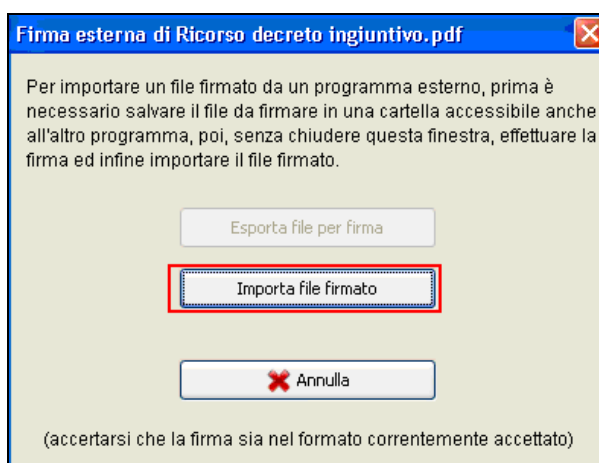 Firma esterna di Ricorso decreto ingiuntivo.pdf
Per importare un file firmato da un programma esterno, prima è
necessario salvare il file da firmare in una cartella accessibile anche
all'altro programma, poi, senza chiudere questa finestra, effettuare la
firma ed infine importare il file firmato.
Esporta file per firma
Importa file firmato
Annulla
(accertarsi che la firma sia nel formato correntemente accettato)